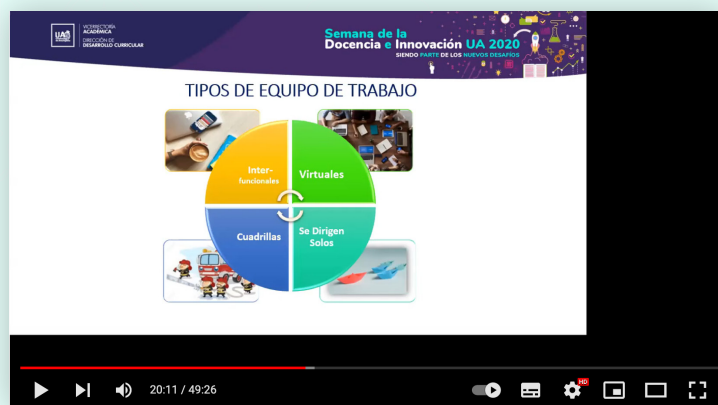 UA
VICERRECTORÍA
ACADÉMICA
DIRECCIÓN DE
DESARROLLO CURRICULAR
Semana de la
Docencia e Innovación UA 2020
SIENDO PARTE DE LOS NUEVOS DESAFÍOS
TIPOS DE EQUIPO DE TRABAJO
Inter-
funcionales
Virtuales
Cuadrillas
Se Dirigen
Solos
20:11 / 49:26
HD